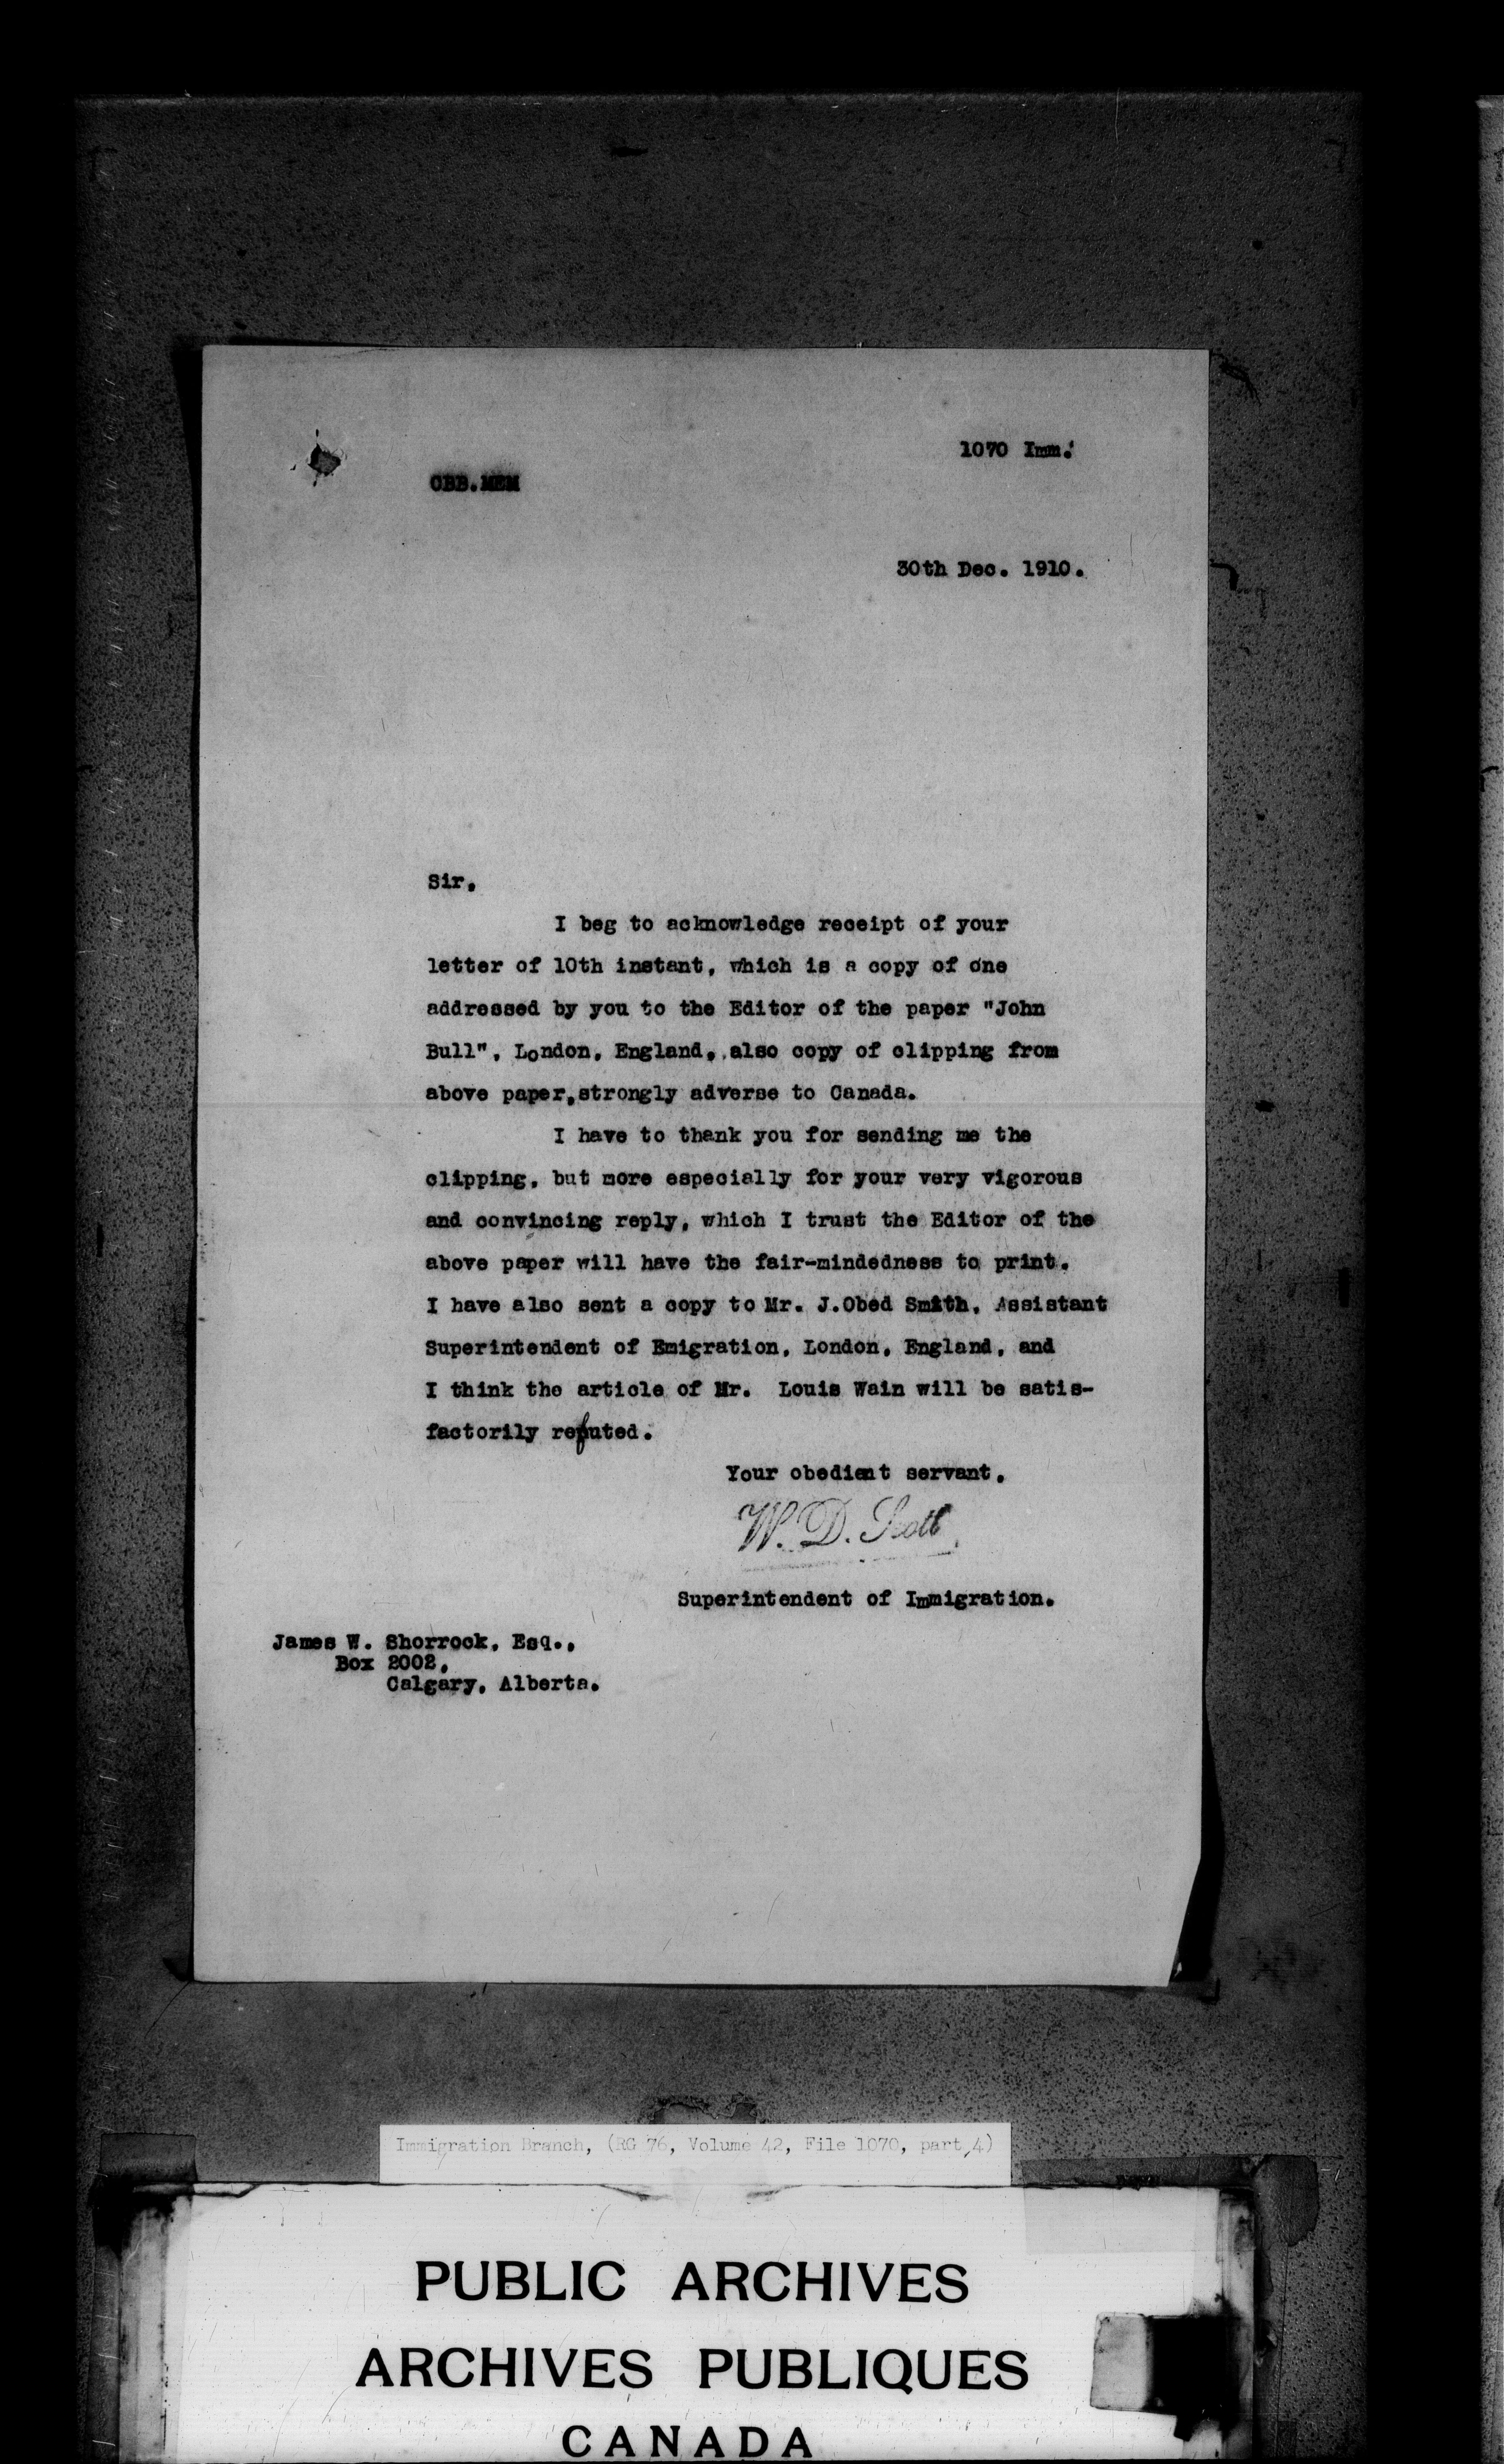 1070 Imm.
CBB.MEM
30th Dec. 1910.
Sir,
I beg to acknowledge receipt of your
letter of 10th instant, which is a copy of one
addressed by you to the Editor of the paper "John
Bull", London, England, also copy of clipping from
above paper,strongly adverse to Canada.
I have to thank you for sending me the
clipping, but more especially for your very vigorous
and convincing reply, which I trust the Editor of the
above paper will have the fair-mindedness to print.
I have also sent a copy to Mr. J.Obed Smith, Assistant
Superintendent of Emigration, London, England, and
I think the article of Mr. Louis Wain will be satis-
factorily refuted.
Your obedient servant,
W. D. Scott
Superintendent of Immigration.
James W. Shorrock, Esq.,
Box 2002,
Calgary, Alberta.
Immigration Branch, (RG 76, Volume 42, File 1070, part 4)
PUBLIC ARCHIVES
ARCHIVES PUBLIQUES
CANADA